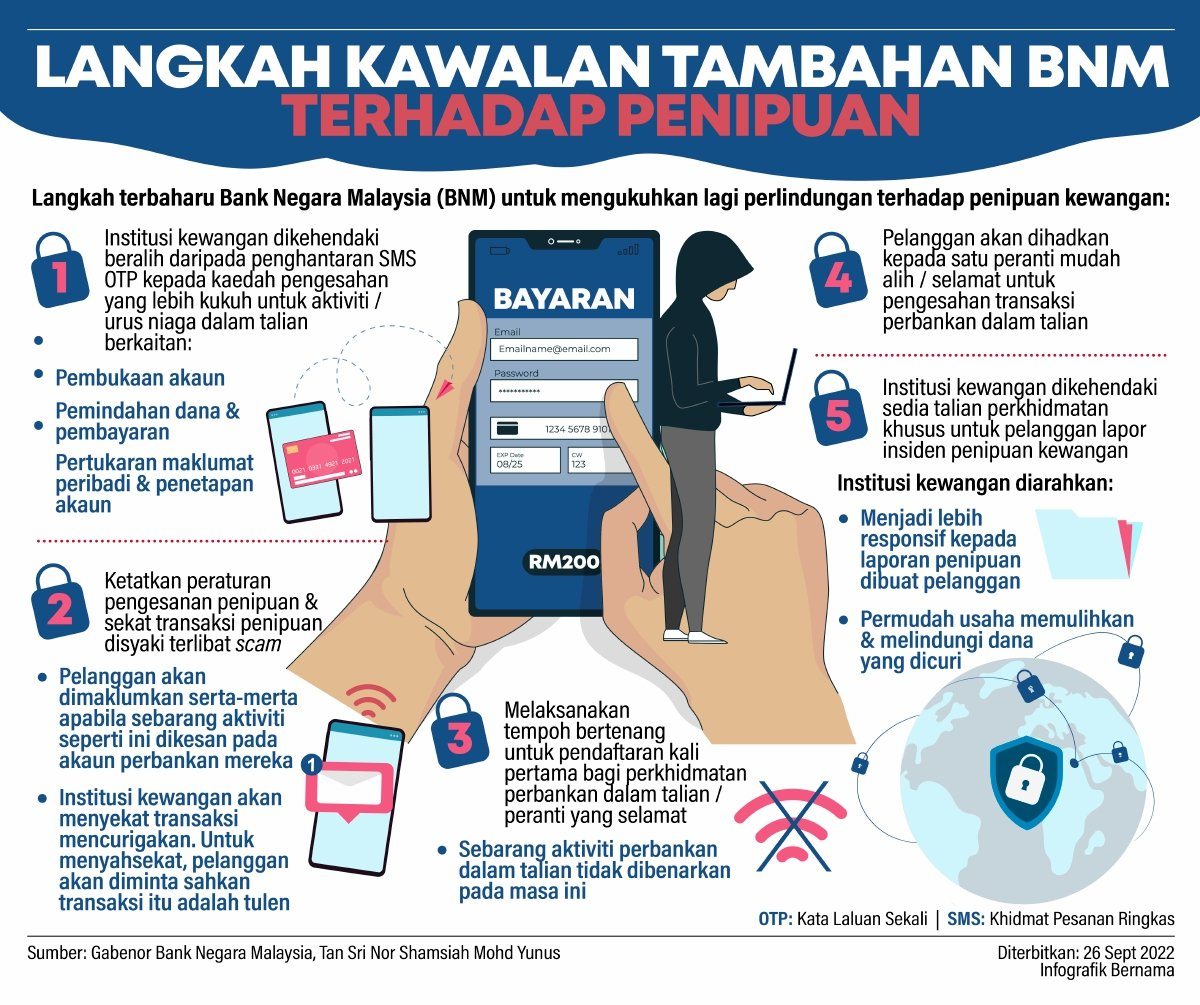 LANGKAH KAWALAN TAMBAHAN BNM
TERHADAP PENIPUAN
Langkah terbaharu Bank Negara Malaysia (BNM) untuk mengukuhkan lagi perlindungan terhadap penipuan kewangan:
1
Institusi kewangan dikehendaki
beralih daripada penghantaran SMS
OTP kepada kaedah pengesahan
yang lebih kukuh untuk aktiviti /
urus niaga dalam talian
berkaitan:
• Pembukaan akaun
• Pemindahan dana &
pembayaran
• Pertukaran maklumat
peribadi & penetapan
akaun
0021 0397 4923 2027
2
Ketatkan peraturan
pengesanan penipuan &
sekat transaksi penipuan
disyaki terlibat scam
• Pelanggan akan
dimaklumkan serta-merta
apabila sebarang aktiviti
seperti ini dikesan pada
akaun perbankan mereka
• Institusi kewangan akan
menyekat transaksi
mencurigakan. Untuk
menyahsekat, pelanggan
akan diminta sahkan
transaksi itu adalah tulen
1
BAYARAN
Email
Emailname@email.com
Password
***********
1234 5678 910
EXP Date
08/25
CW
123
RM200
3
Melaksanakan
tempoh bertenang
untuk pendaftaran kali
pertama bagi perkhidmatan
perbankan dalam talian /
peranti yang selamat
• Sebarang aktiviti perbankan
dalam talian tidak dibenarkan
pada masa ini
4
Pelanggan akan dihadkan
kepada satu peranti mudah
alih / selamat untuk
pengesahan transaksi
perbankan dalam talian
5
Institusi kewangan dikehendaki
sedia talian perkhidmatan
khusus untuk pelanggan lapor
insiden penipuan kewangan
Institusi kewangan diarahkan:
• Menjadi lebih
responsif kepada
laporan penipuan
dibuat pelanggan
• Permudah usaha memulihkan
& melindungi dana
yang dicuri
OTP: Kata Laluan Sekali | SMS: Khidmat Pesanan Ringkas
Sumber: Gabenor Bank Negara Malaysia, Tan Sri Nor Shamsiah Mohd Yunus
Diterbitkan: 26 Sept 2022
Infografik Bernama